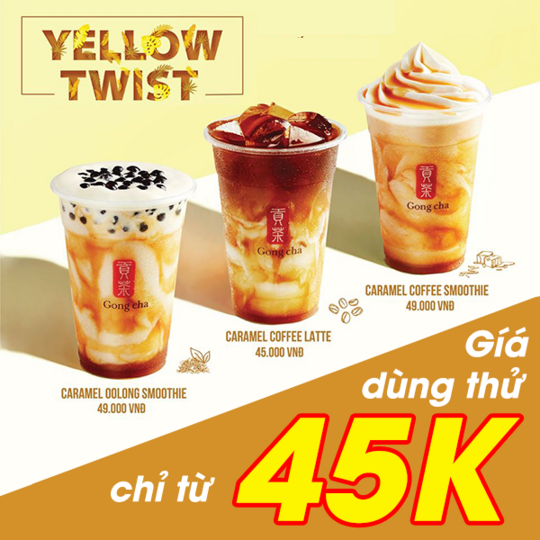 YELLOW
TWIST
貢茶
Gong cha
貢茶
Gong cha
貢茶
Gong cha
CARAMEL COFFEE SMOOTHIE
49.000 VNĐ
CARAMEL COFFEE LATTE
45.000 VNĐ
CARAMEL OOLONG SMOOTHIE
49.000 VNĐ
Giá
dùng thử
chỉ từ 45K